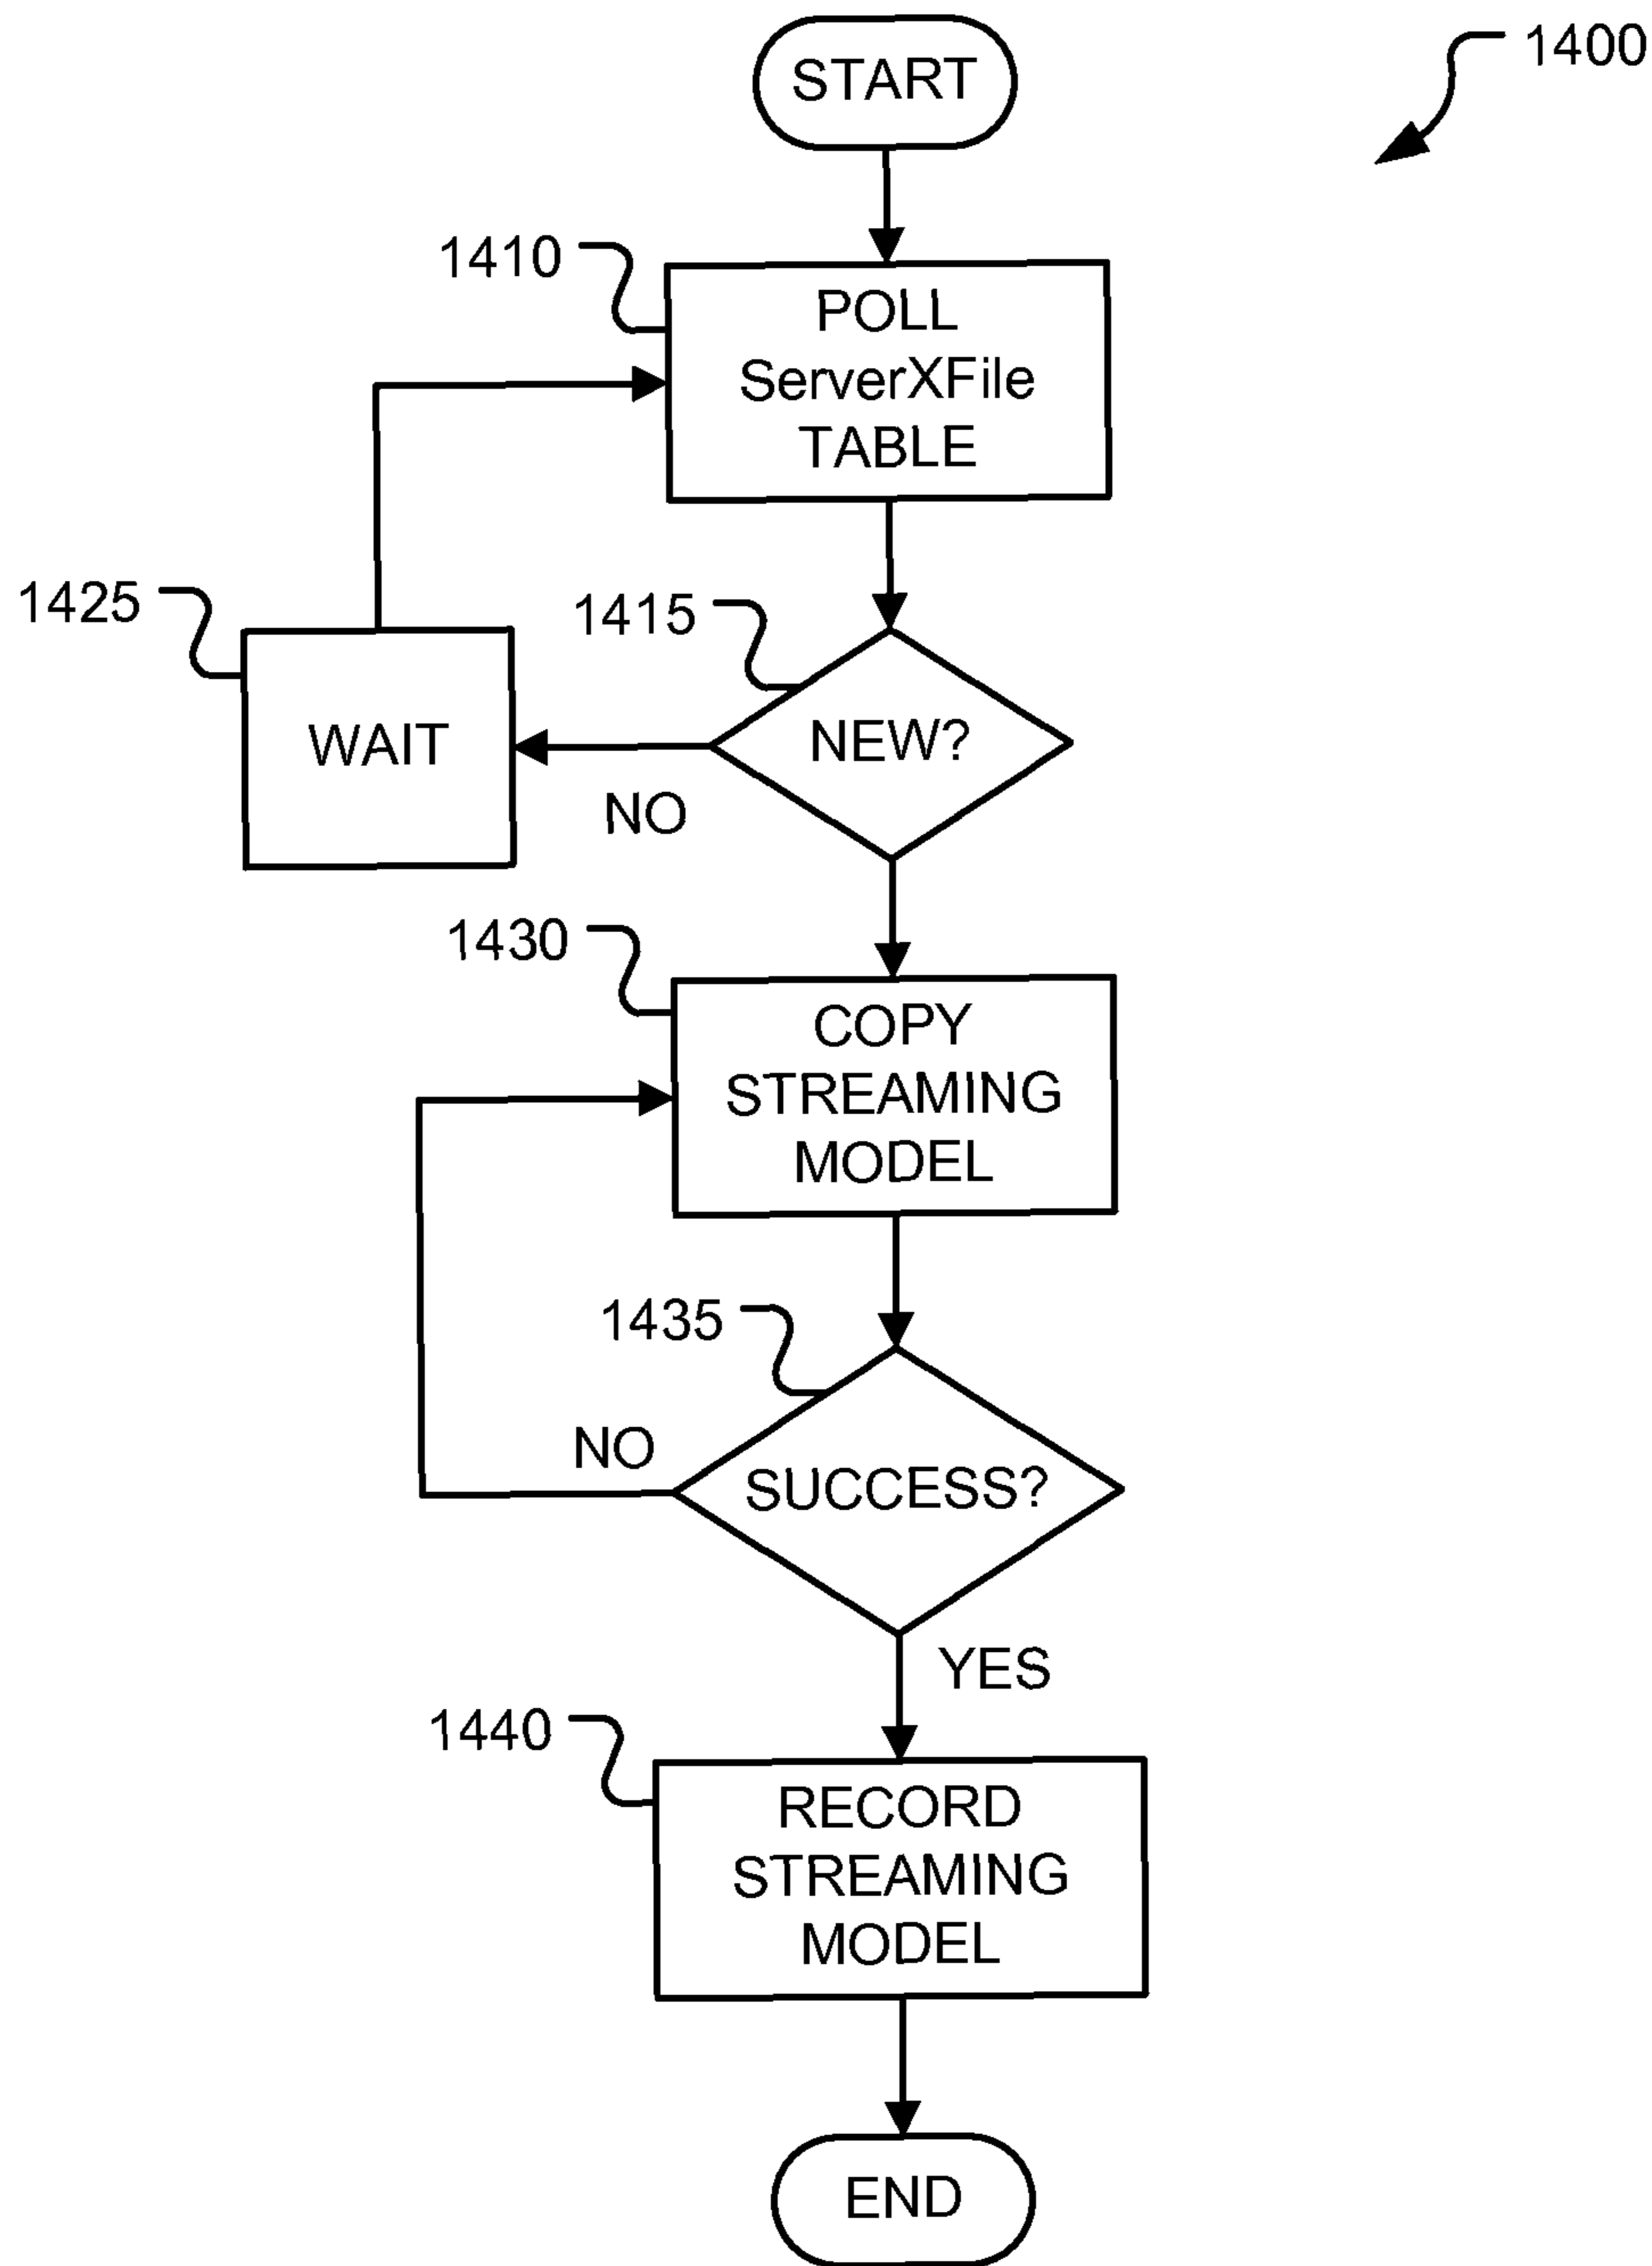 START
1400
1410
POLL
ServerXFile
TABLE
1425
1415
WAIT
NEW?
NO
1430
COPY
STREAMING
MODEL
1435
NO
SUCCESS?
YES
1440
RECORD
STREAMING
MODEL
END